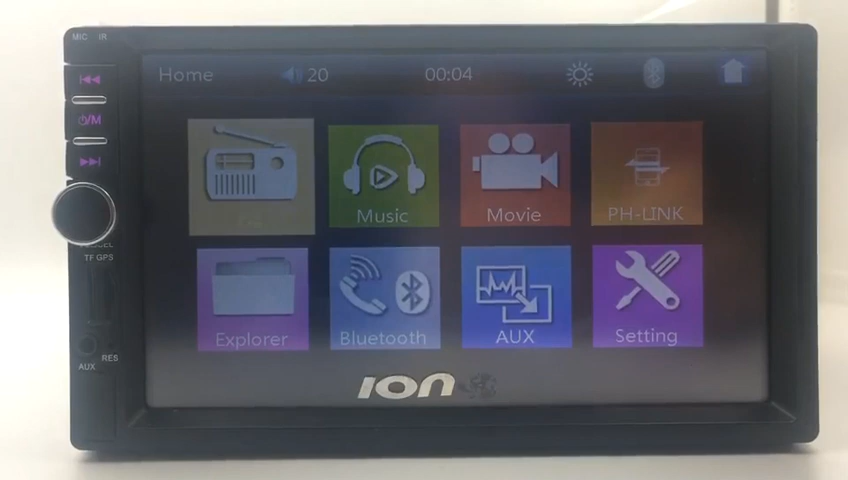 MIC IR
Home 20 00:04
⏻/M
Music Movie PH-LINK
TF GPS
Explorer Bluetooth AUX Setting
RES
AUX
ION